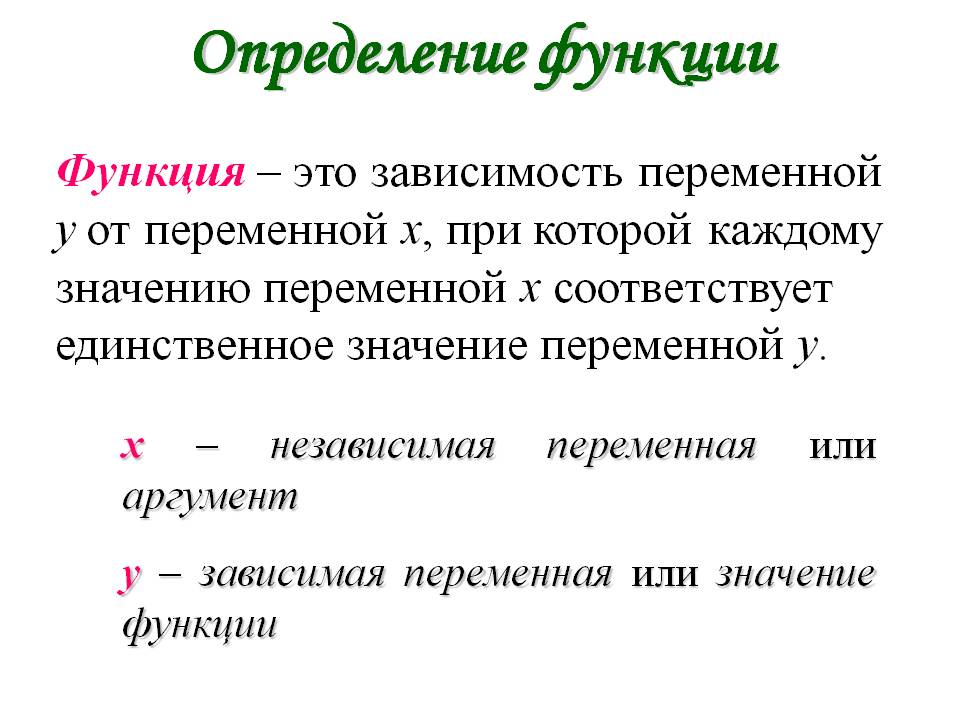 Определение функции
Функция – это зависимость переменной
у от переменной х, при которой каждому
значению переменной х соответствует
единственное значение переменной у.
х – независимая переменная или
аргумент
у – зависимая переменная или значение
функции